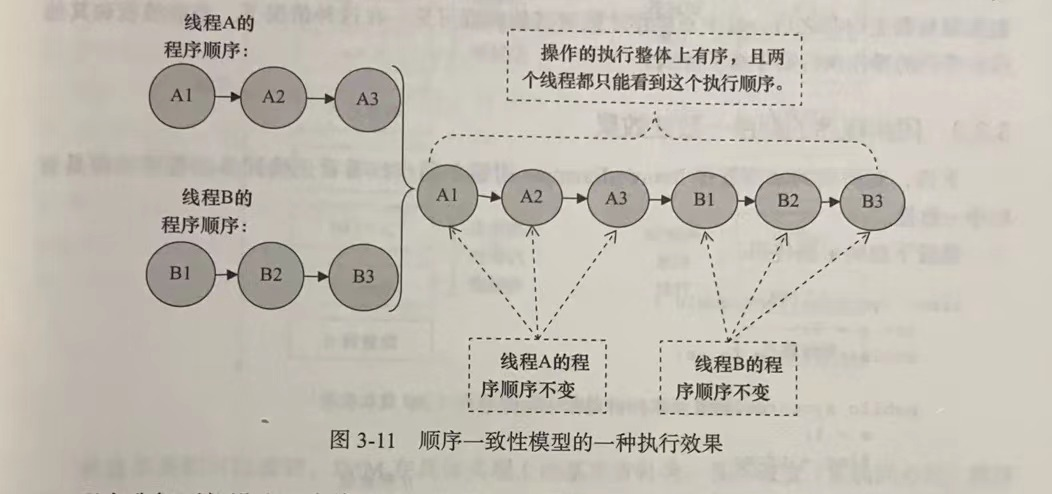 线程A的
程序顺序:
A1
A2
A3
线程B的
程序顺序:
B1
B2
B3
操作的执行整体上有序，且两
个线程都只能看到这个执行顺序。
A1
A2
A3
B1
B2
B3
线程A的程
序顺序不变
线程B的程
序顺序不变
图 3-11 顺序一致性模型的一种执行效果